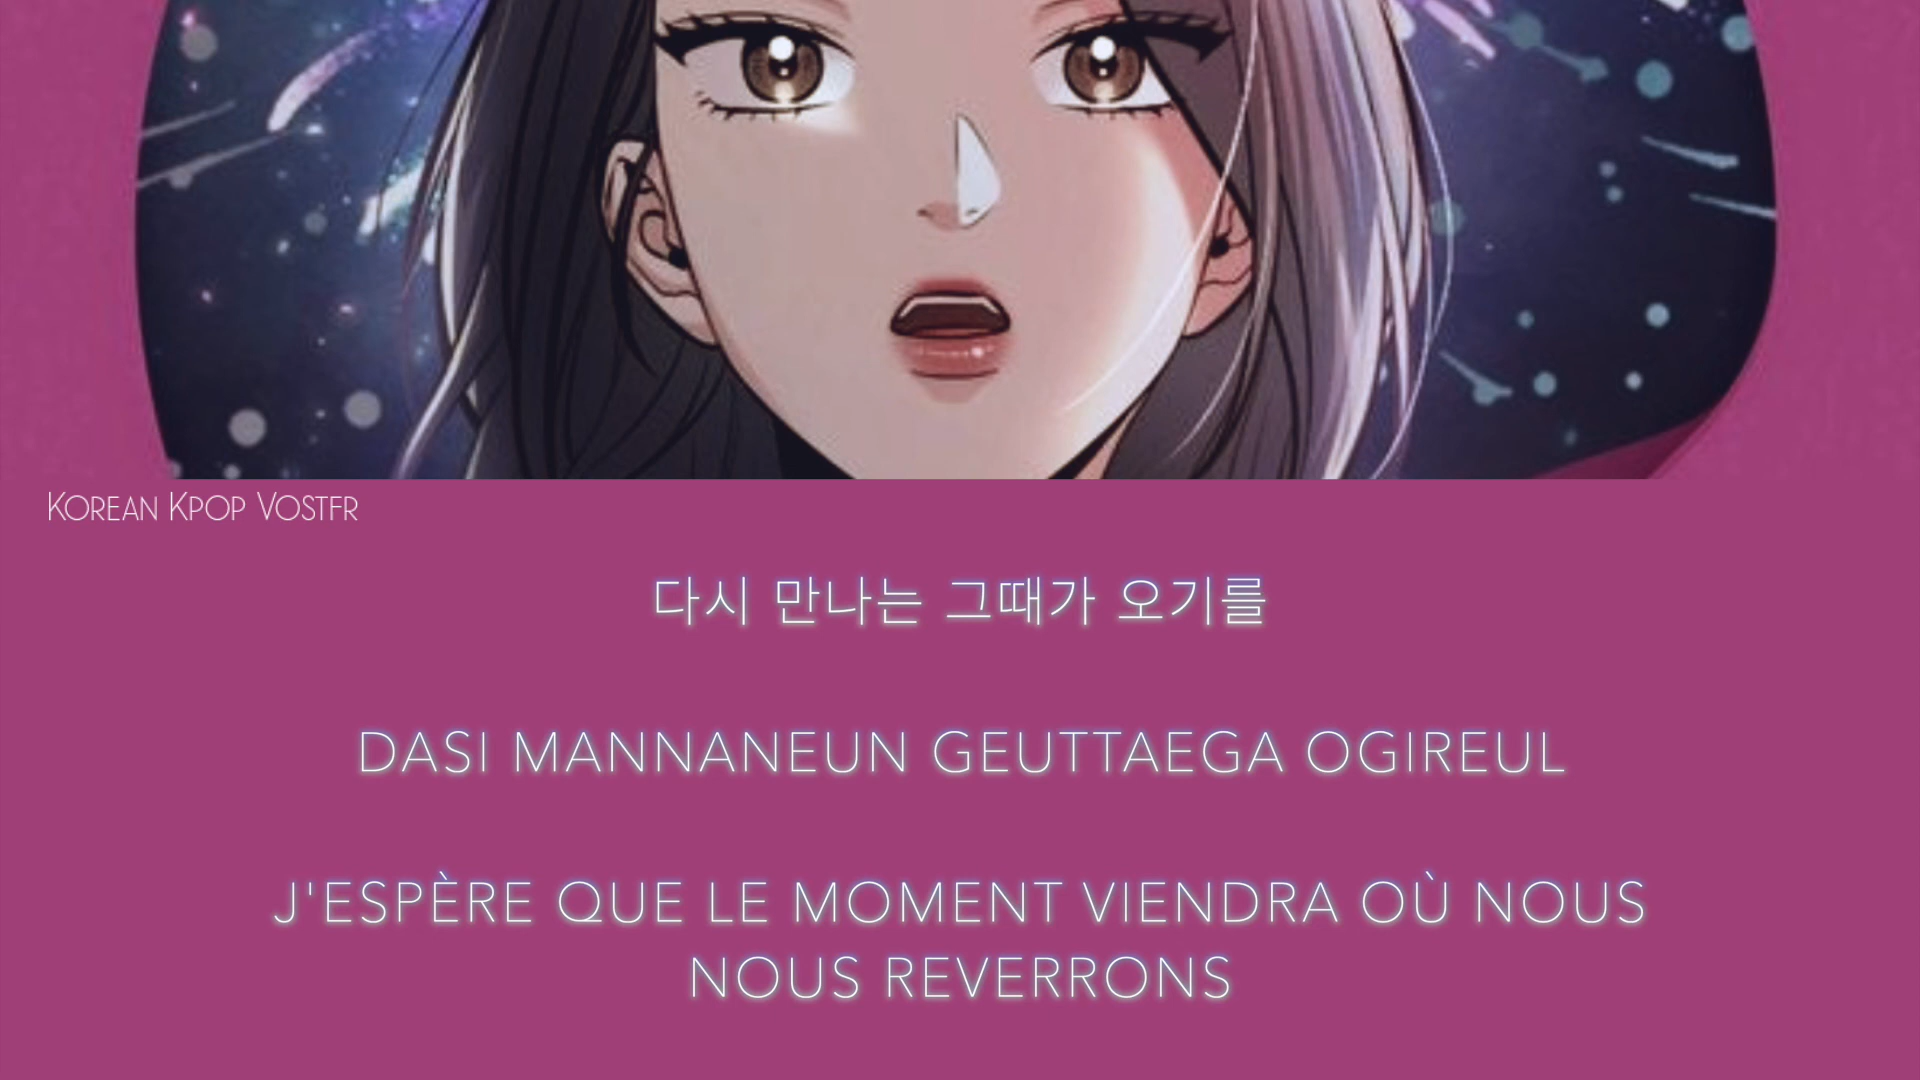 KOREAN KPOP VOSTFR
다시 만나는 그때가 오기를
DASI MANNANEUN GEUTTAEGA OGIREUL
J'ESPÈRE QUE LE MOMENT VIENDRA OÙ NOUS
NOUS REVERRONS